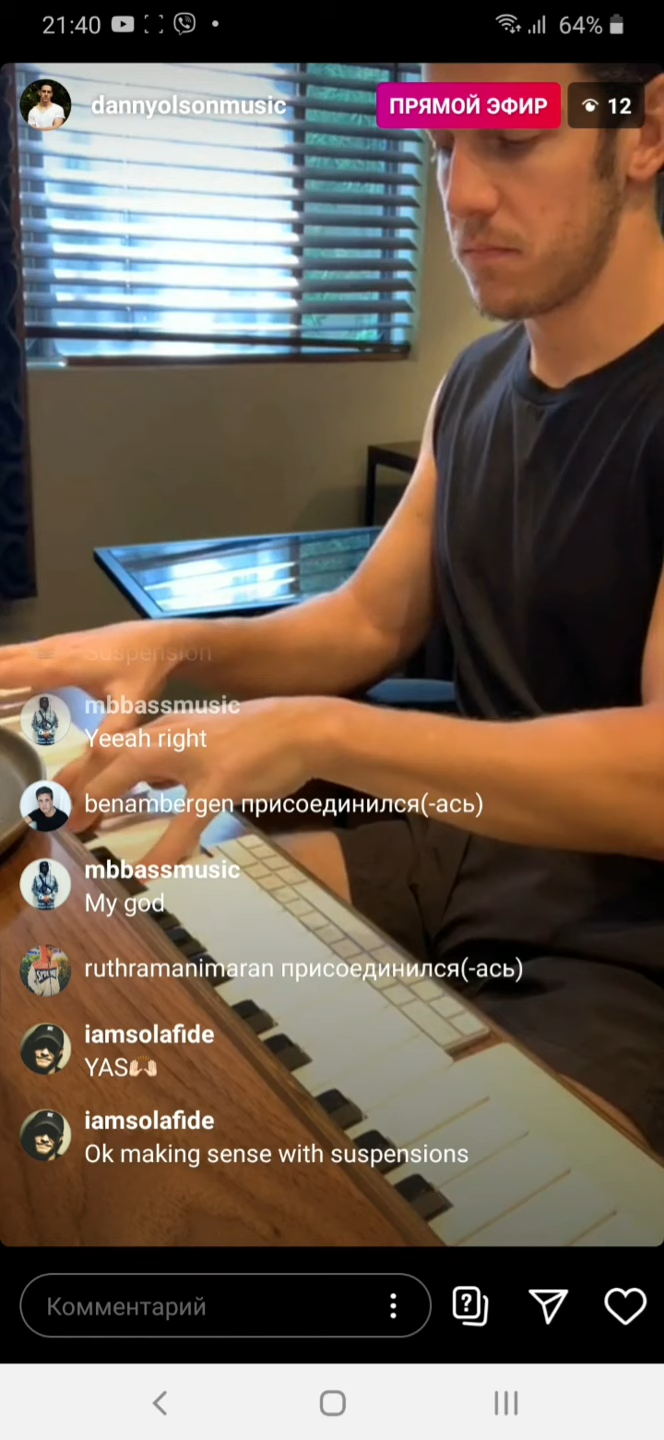 21:40
64%
dannyolsonmusic
ПРЯМОЙ ЭФИР
12
Suspension
mbbassmusic
Yeeah right
benambergen присоединился(-ась)
mbbassmusic
My god
ruthramanimaran присоединился(-ась)
iamsolafide
YAS🙌🏻
iamsolafide
Ok making sense with suspensions
Комментарий